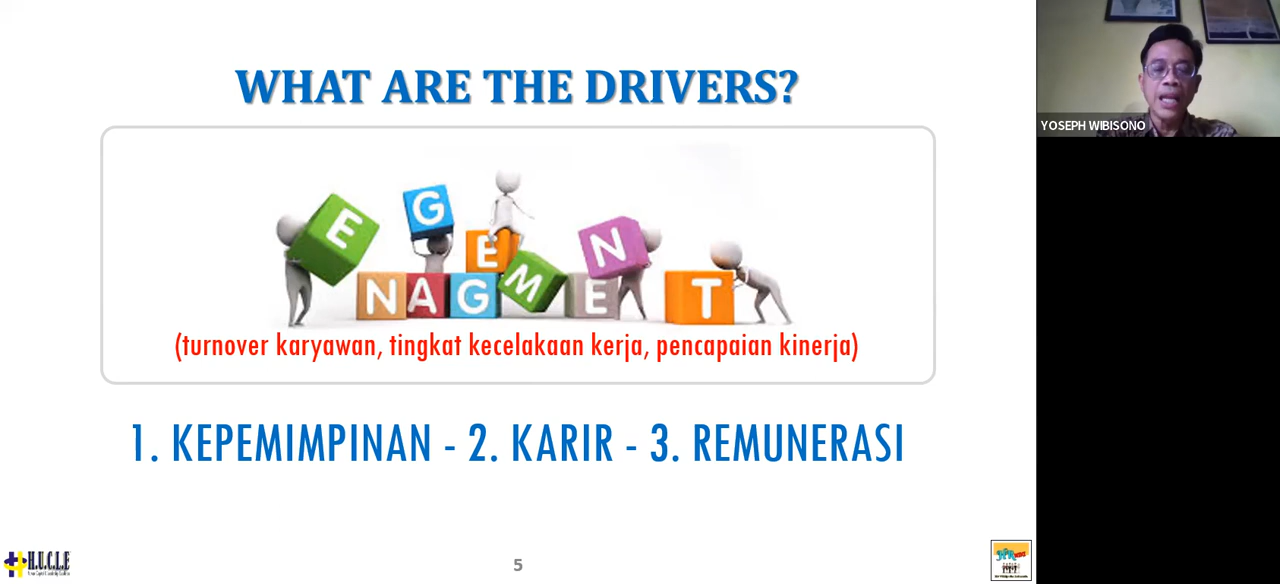 WHAT ARE THE DRIVERS?
E G E N
N A G M E T
(turnover karyawan, tingkat kecelakaan kerja, pencapaian kinerja)
1. KEPEMIMPINAN - 2. KARIR - 3. REMUNERASI
H.U.C.L.E
5
YOSEPH WIBISONO